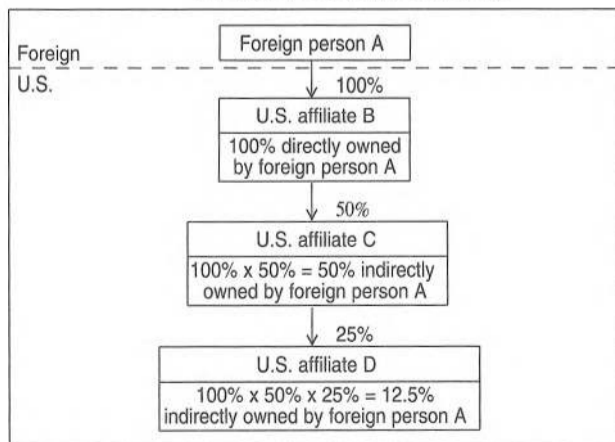 Foreign person A
Foreign
U.S.
100%
U.S. affiliate B
100% directly owned
by foreign person A
50%
U.S. affiliate C
100% x 50% = 50% indirectly
owned by foreign person A
25%
U.S. affiliate D
100% x 50% x 25% = 12.5%
indirectly owned by foreign person A